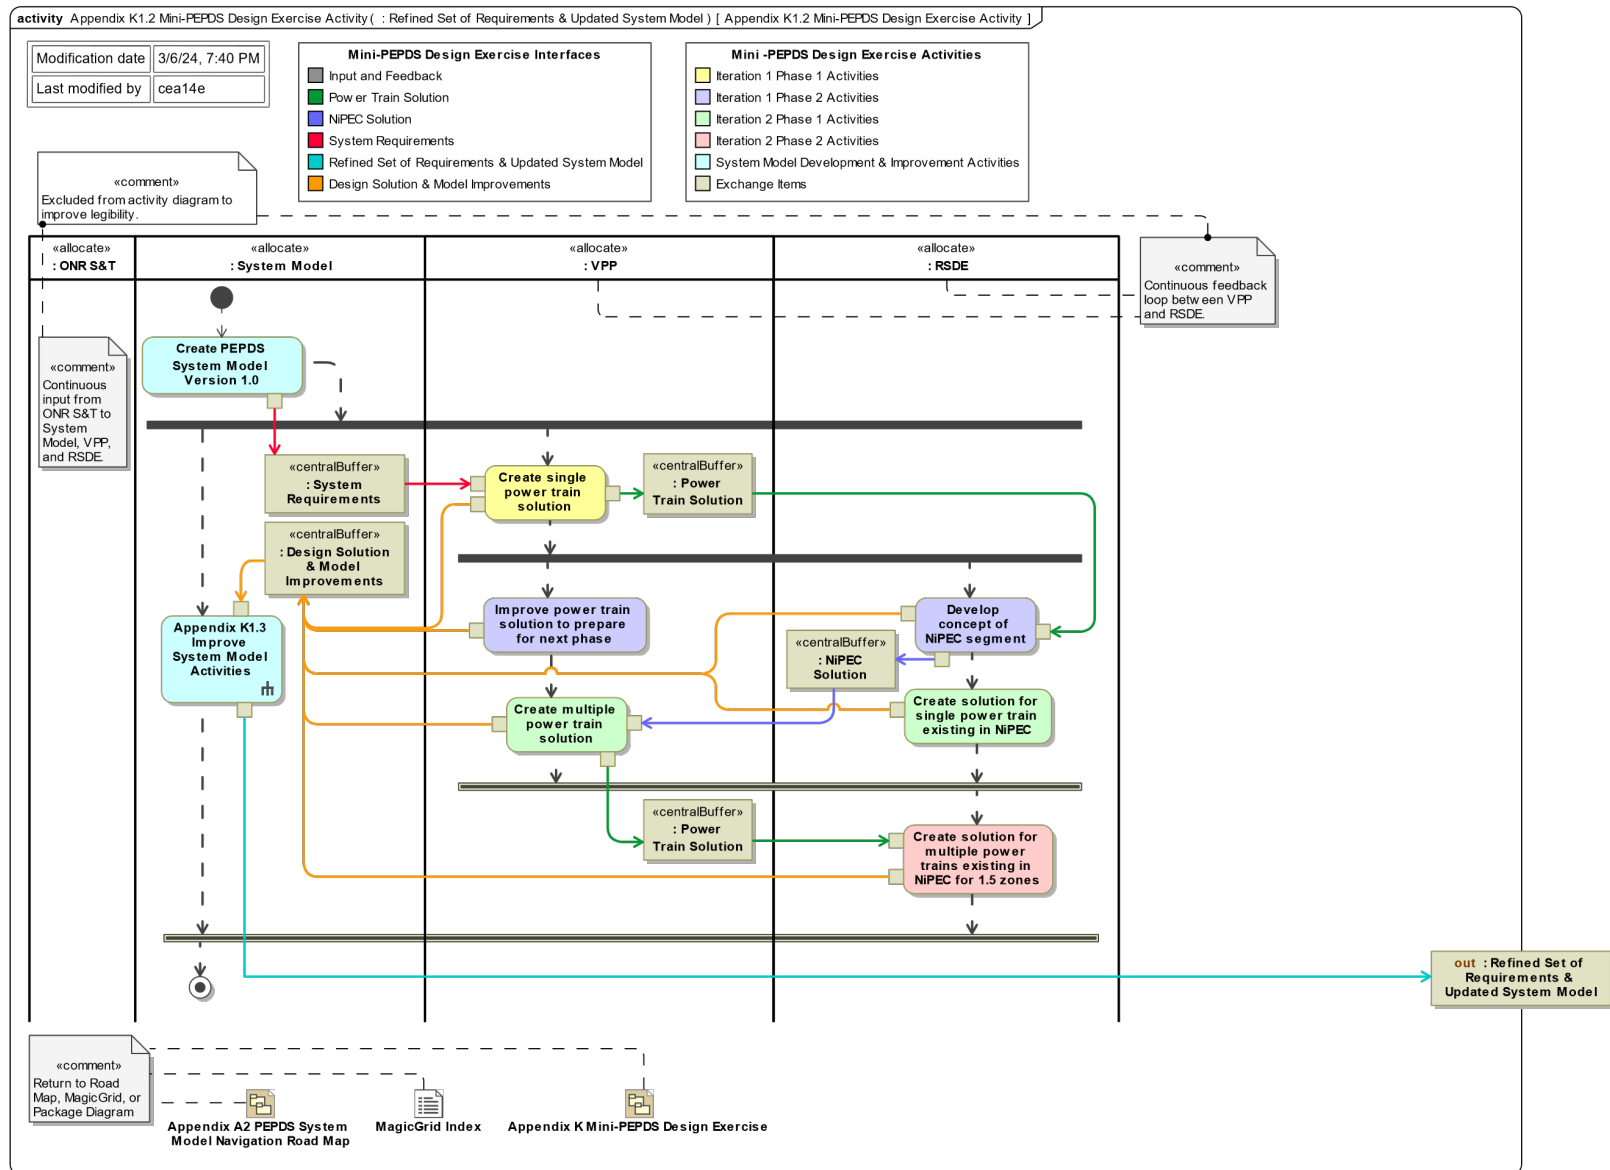 activity Appendix K1.2 Mini-PEPDS Design Exercise Activity( : Refined Set of Requirements & Updated System Model ) [ Appendix K1.2 Mini-PEPDS Design Exercise Activity ]
Modification date 3/6/24, 7:40 PM
Last modified by cea14e
Mini-PEPDS Design Exercise Interfaces
Input and Feedback
Power Train Solution
NiPEC Solution
System Requirements
Refined Set of Requirements & Updated System Model
Design Solution & Model Improvements
Mini -PEPDS Design Exercise Activities
Iteration 1 Phase 1 Activities
Iteration 1 Phase 2 Activities
Iteration 2 Phase 1 Activities
Iteration 2 Phase 2 Activities
System Model Development & Improvement Activities
Exchange Items
«comment»
Excluded from activity diagram to
improve legibility.
«allocate»
: ONR S&T
«allocate»
: System Model
«allocate»
: VPP
«allocate»
: RSDE
«comment»
Continuous feedback
loop between VPP
and RSDE.
«comment»
Continuous
input from
ONR S&T to
System
Model, VPP,
and RSDE.
Create PEPDS
System Model
Version 1.0
«centralBuffer»
: System
Requirements
Create single
power train
solution
«centralBuffer»
: Power
Train Solution
«centralBuffer»
: Design Solution
& Model
Improvements
Appendix K1.3
Improve
System Model
Activities
Improve power train
solution to prepare
for next phase
Develop
concept of
NiPEC segment
«centralBuffer»
: NiPEC
Solution
Create multiple
power train
solution
Create solution for
single power train
existing in NiPEC
«centralBuffer»
: Power
Train Solution
Create solution for
multiple power
trains existing in
NiPEC for 1.5 zones
out : Refined Set of
Requirements &
Updated System Model
«comment»
Return to Road
Map, MagicGrid, or
Package Diagram
Appendix A2 PEPDS System
Model Navigation Road Map
MagicGrid Index
Appendix K Mini-PEPDS Design Exercise